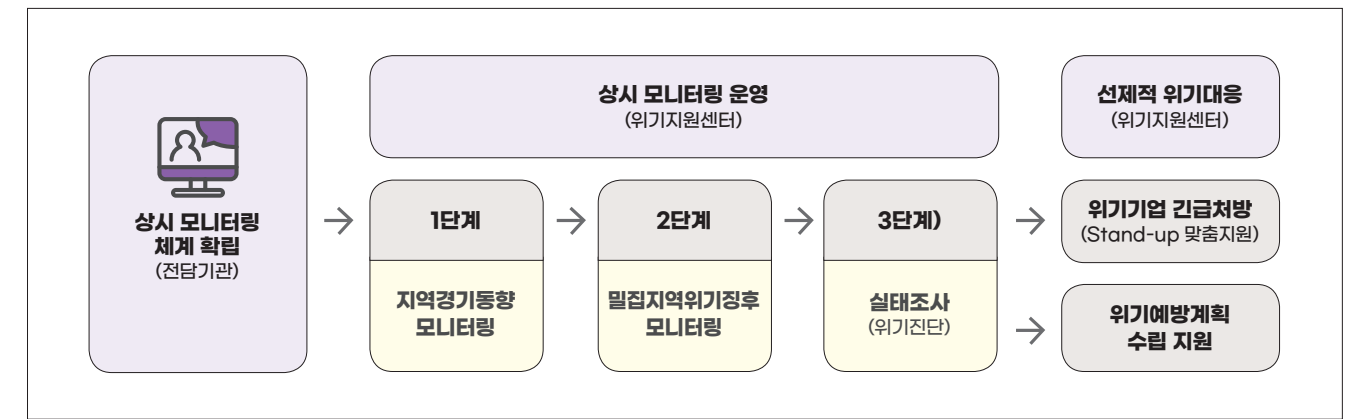 상시 모니터링
체계 확립
(전담기관)
상시 모니터링 운영
(위기지원센터)
1단계
지역경기동향
모니터링
2단계
밀집지역위기징후
모니터링
3단계)
실태조사
(위기진단)
선제적 위기대응
(위기지원센터)
위기기업 긴급처방
(Stand-up 맞춤지원)
위기예방계획
수립 지원